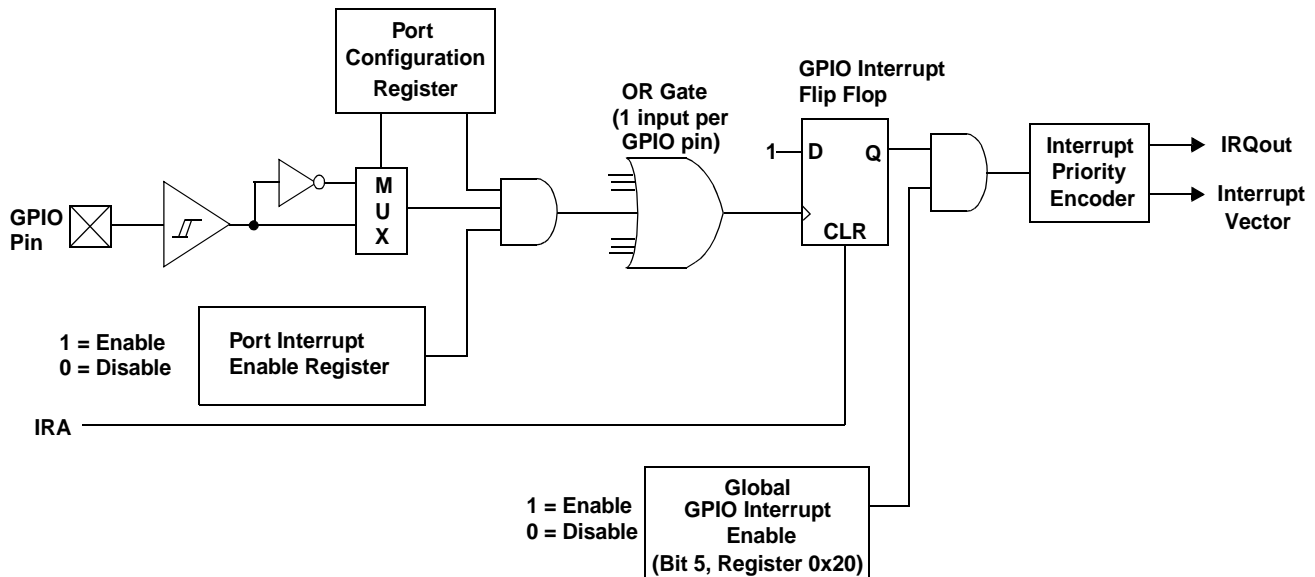 Port
Configuration
Register
GPIO Interrupt
Flip Flop
OR Gate
(1 input per
GPIO pin)
1
D
Q
CLR
Interrupt
Priority
Encoder
IRQout
Interrupt
Vector
M
U
X
GPIO
Pin
1 = Enable
0 = Disable
Port Interrupt
Enable Register
IRA
1 = Enable
0 = Disable
Global
GPIO Interrupt
Enable
(Bit 5, Register 0x20)